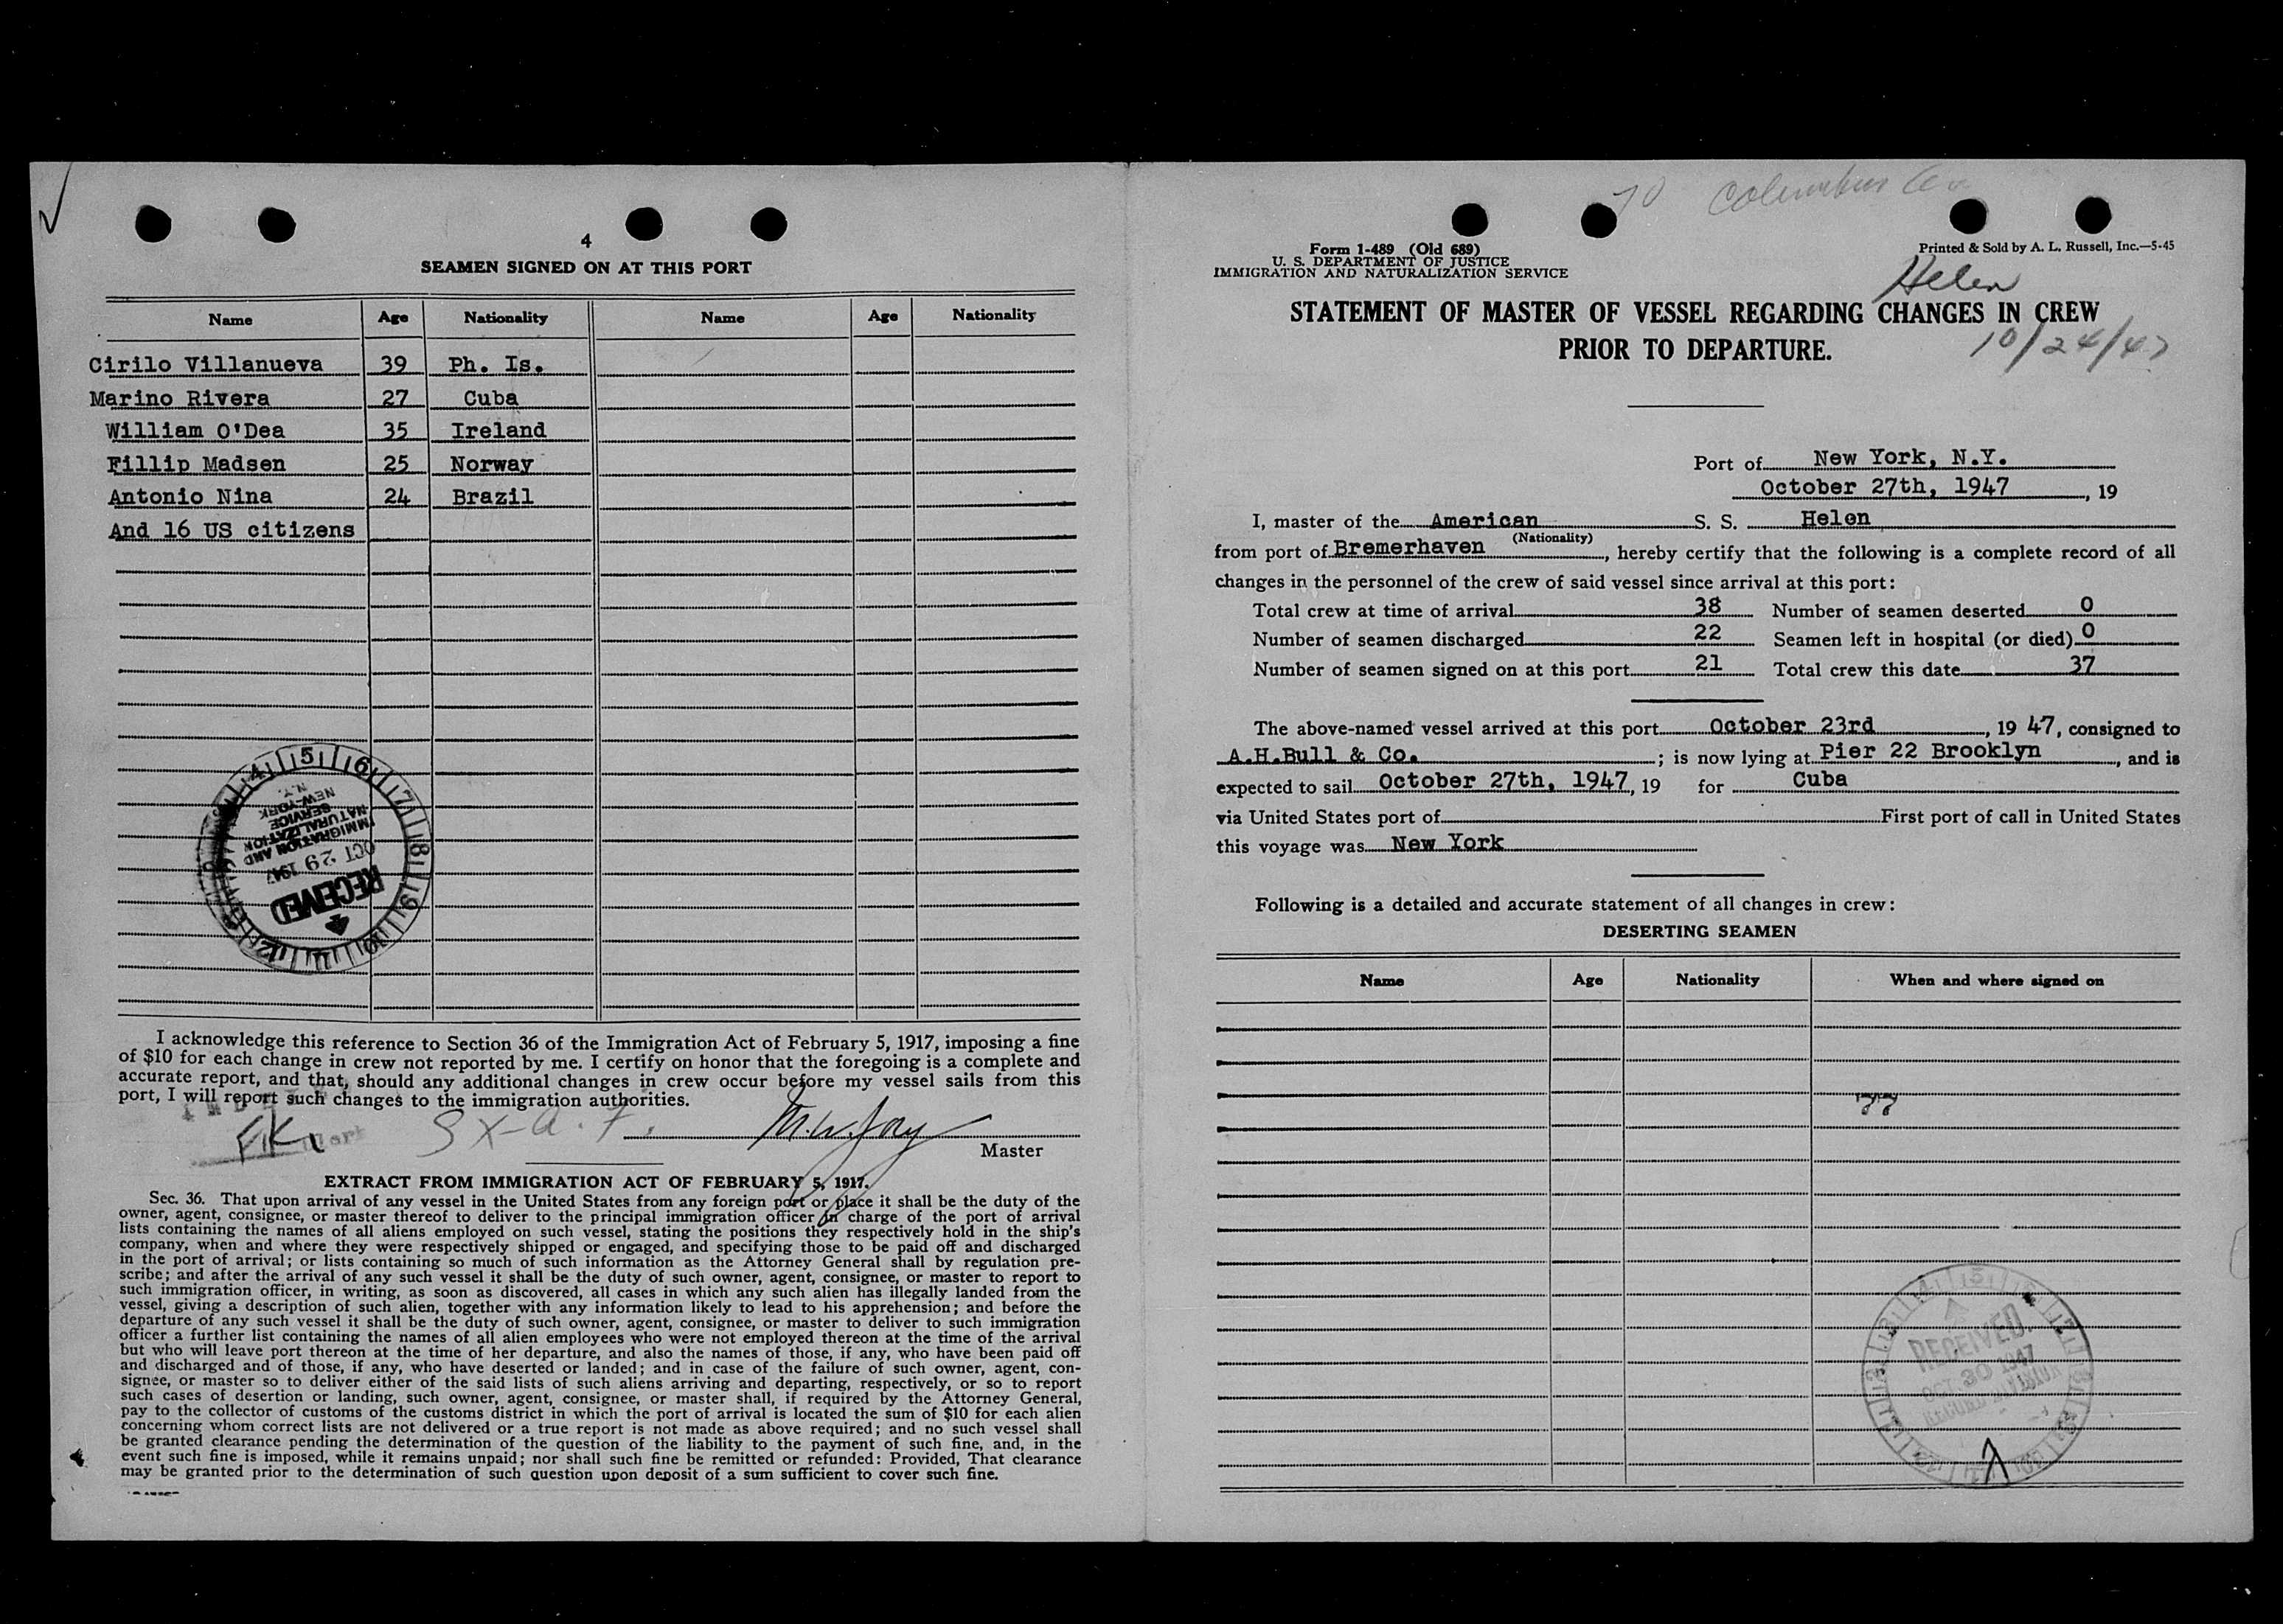 4
SEAMEN SIGNED ON AT THIS PORT
Name Age Nationality Name Age Nationality
Cirilo Villanueva 39 Ph. Is.
Marino Rivera 27 Cuba
William O'Dea 35 Ireland
Fillip Madsen 25 Norway
Antonio Nina 24 Brazil
And 16 US citizens
RECEIVED
OCT 29 1947
IMMIGRATION AND
NATURALIZATION
SERVICE
NEW YORK
N.Y.
I acknowledge this reference to Section 36 of the Immigration Act of February 5, 1917, imposing a fine
of $10 for each change in crew not reported by me. I certify on honor that the foregoing is a complete and
accurate report, and that, should any additional changes in crew occur before my vessel sails from this
port, I will report such changes to the immigration authorities.
Master
EXTRACT FROM IMMIGRATION ACT OF FEBRUARY 5, 1917.
Sec. 36. That upon arrival of any vessel in the United States from any foreign port or place it shall be the duty of the
owner, agent, consignee, or master thereof to deliver to the principal immigration officer in charge of the port of arrival
lists containing the names of all aliens employed on such vessel, stating the positions they respectively hold in the ship's
company, when and where they were respectively shipped or engaged, and specifying those to be paid off and discharged
in the port of arrival; or lists containing so much of such information as the Attorney General shall by regulation pre-
scribe; and after the arrival of any such vessel it shall be the duty of such owner, agent, consignee, or master to report to
such immigration officer, in writing, as soon as discovered, all cases in which any such alien has illegally landed from the
vessel, giving a description of such alien, together with any information likely to lead to his apprehension; and before the
departure of any such vessel it shall be the duty of such owner, agent, consignee, or master to deliver to such immigration
officer a further list containing the names of all alien employees who were not employed thereon at the time of the arrival
but who will leave port thereon at the time of her departure, and also the names of those, if any, who have been paid off
and discharged and of those, if any, who have deserted or landed; and in case of the failure of such owner, agent, con-
signee, or master so to deliver either of the said lists of such aliens arriving and departing, respectively, or so to report
such cases of desertion or landing, such owner, agent, consignee, or master shall, if required by the Attorney General,
pay to the collector of customs of the customs district in which the port of arrival is located the sum of $10 for each alien
concerning whom correct lists are not delivered or a true report is not made as above required; and no such vessel shall
be granted clearance pending the determination of the question of the liability to the payment of such fine, and, in the
event such fine is imposed, while it remains unpaid; nor shall such fine be remitted or refunded: Provided, That clearance
may be granted prior to the determination of such question upon deposit of a sum sufficient to cover such fine.
Columbus
Form 1-489 (Old 689)
U. S. DEPARTMENT OF JUSTICE
IMMIGRATION AND NATURALIZATION SERVICE
Printed & Sold by A. L. Russell, Inc.—5-45
Helen
STATEMENT OF MASTER OF VESSEL REGARDING CHANGES IN CREW
PRIOR TO DEPARTURE.
10/24/47
Port of New York, N.Y.
October 27th, 1947, 19
I, master of the American S. S. Helen
(Nationality)
from port of Bremerhaven, hereby certify that the following is a complete record of all
changes in the personnel of the crew of said vessel since arrival at this port:
Total crew at time of arrival 38 Number of seamen deserted 0
Number of seamen discharged 22 Seamen left in hospital (or died) 0
Number of seamen signed on at this port 21 Total crew this date 37
The above-named vessel arrived at this port October 23rd, 19 47, consigned to
A.H.Bull & Co. ; is now lying at Pier 22 Brooklyn, and is
expected to sail October 27th, 1947, 19 for Cuba
via United States port of First port of call in United States
this voyage was New York
Following is a detailed and accurate statement of all changes in crew:
DESERTING SEAMEN
Name Age Nationality When and where signed on
RECEIVED
OCT 30 1947